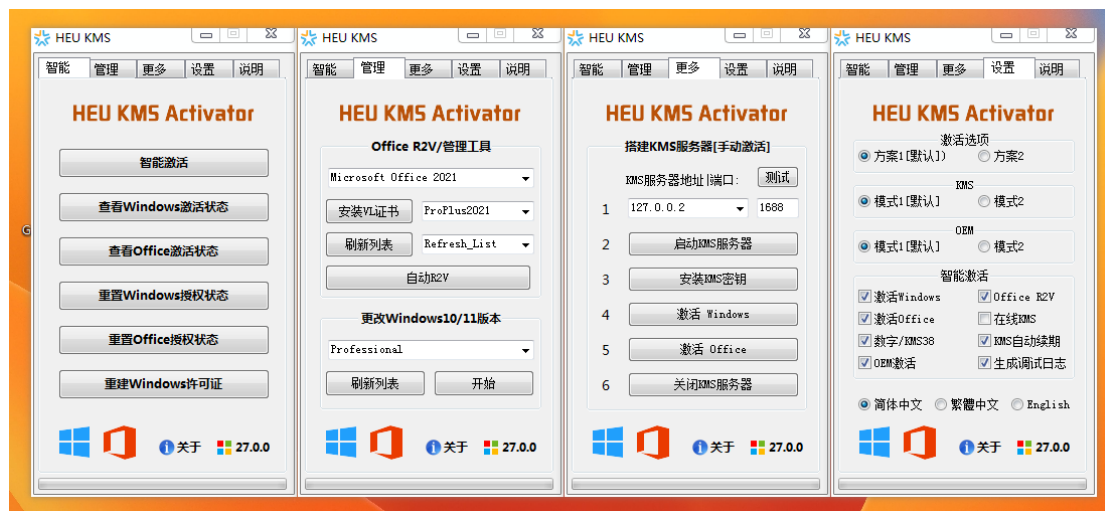 HEU KMS
智能 管理 更多 设置 说明
HEU KMS Activator
智能激活
查看Windows激活状态
查看Office激活状态
重置Windows授权状态
重置Office授权状态
重建Windows许可证
关于 27.0.0
HEU KMS
智能 管理 更多 设置 说明
HEU KMS Activator
Office R2V/管理工具
Microsoft Office 2021
安装VL证书 ProPlus2021
刷新列表 Refresh_List
自动R2V
更改Windows10/11版本
Professional
刷新列表 开始
关于 27.0.0
HEU KMS
智能 管理 更多 设置 说明
HEU KMS Activator
搭建KMS服务器[手动激活]
KMS服务器地址|端口: 测试
1 127.0.0.2 1688
2 启动KMS服务器
3 安装KMS密钥
4 激活 Windows
5 激活 Office
6 关闭KMS服务器
关于 27.0.0
HEU KMS
智能 管理 更多 设置 说明
HEU KMS Activator
激活选项
方案1[默认]) 方案2
KMS
模式1[默认] 模式2
OEM
模式1[默认] 模式2
智能激活
激活Windows Office R2V
激活Office 在线KMS
数字/KMS38 KMS自动续期
OEM激活 生成调试日志
简体中文 繁體中文 English
关于 27.0.0
G